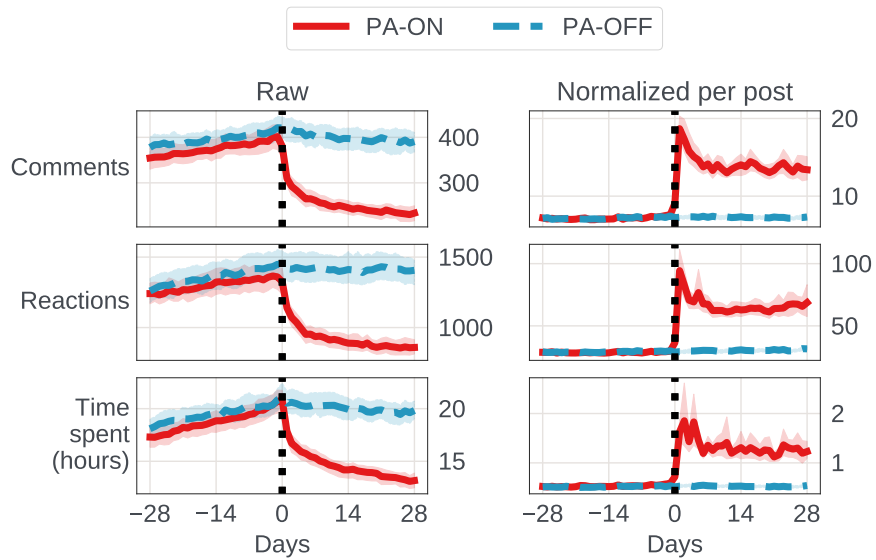 PA-ON PA-OFF
Raw Normalized per post
Comments
400
300
20
10
Reactions
1500
1000
100
50
Time
spent
(hours)
20
15
2
1
−28 −14 0 14 28
−28 −14 0 14 28
Days Days